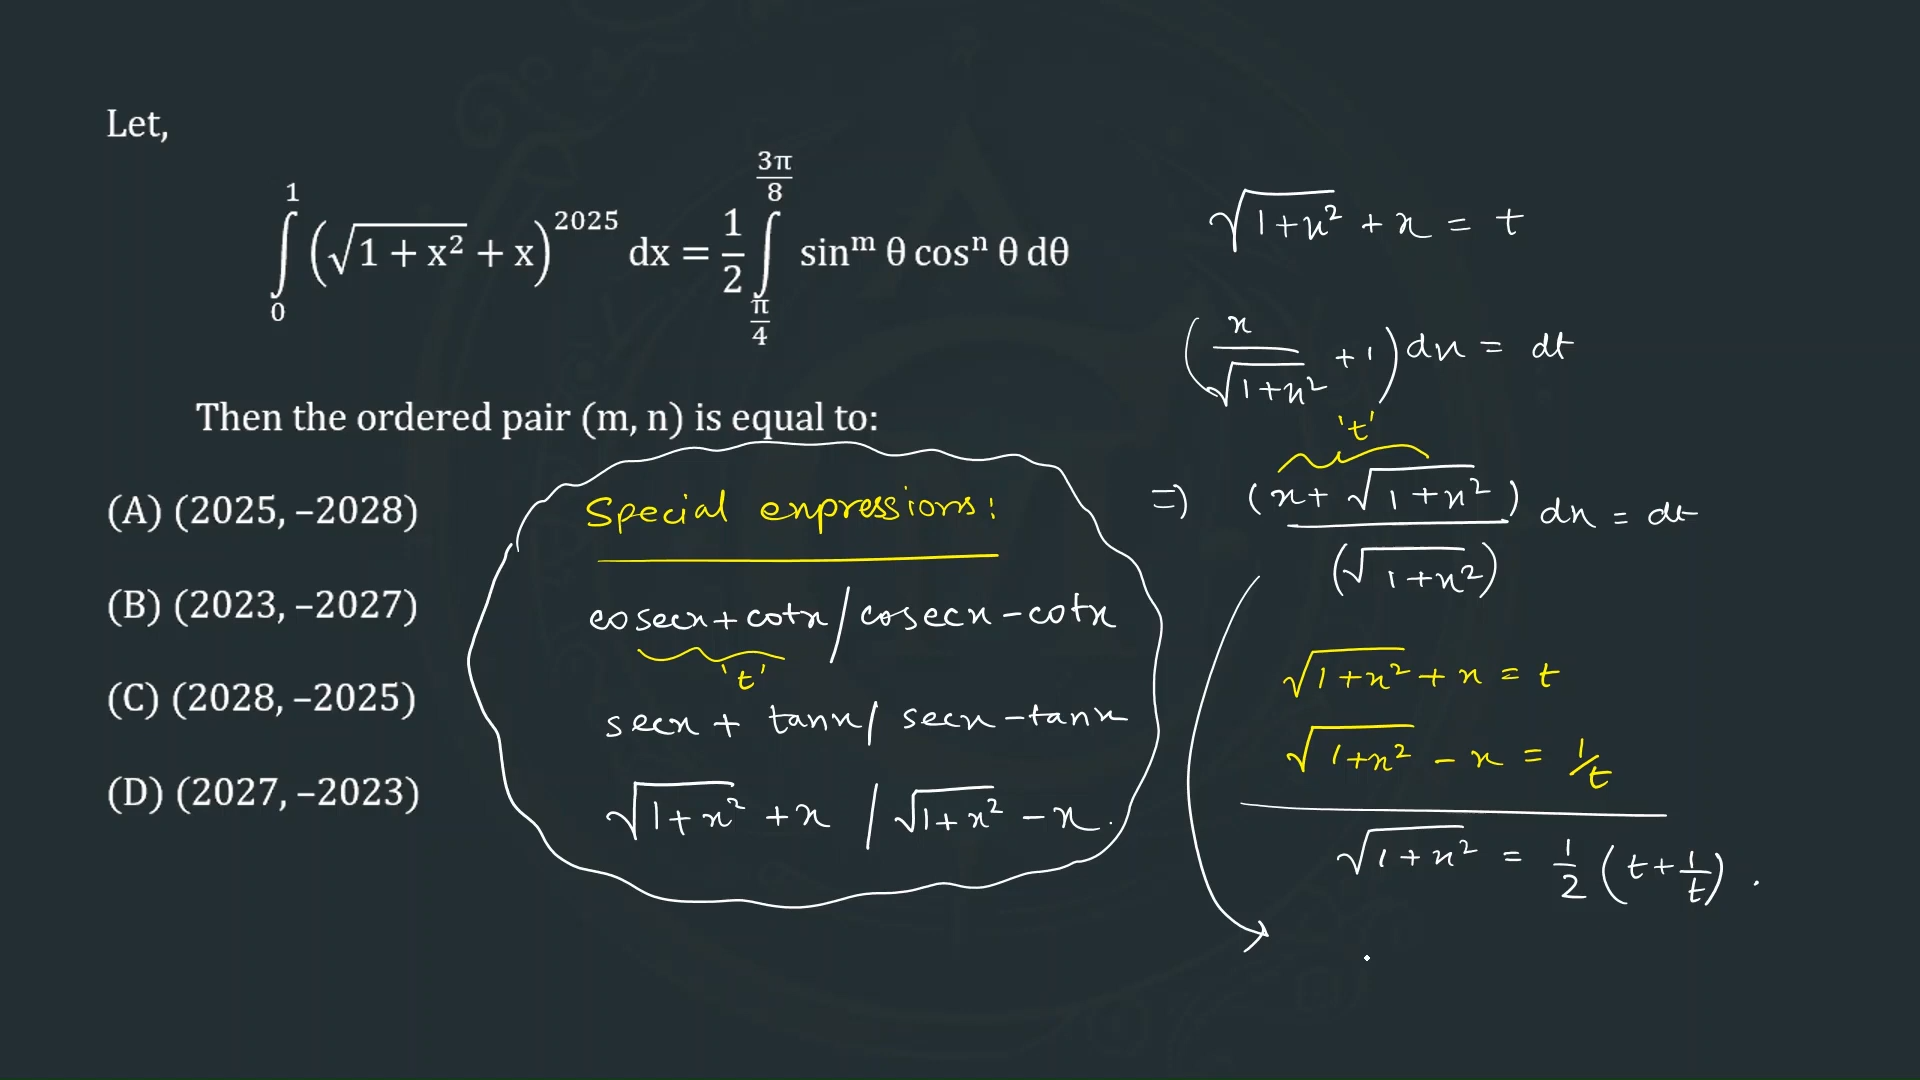 Let,
∫₀¹ (√(1 + x²) + x)²⁰²⁵ dx = 1/2 ∫_{π/4}^{3π/8} sinᵐ θ cosⁿ θ dθ
Then the ordered pair (m, n) is equal to:
(A) (2025, –2028)
(B) (2023, –2027)
(C) (2028, –2025)
(D) (2027, –2023)
Special expressions:
cosecx + cotx / cosecx - cotx
't'
secx + tanx / secx - tanx
√(1+x²) + x / √(1+x²) - x.
√(1+x²) + x = t
(x/√(1+x²) + 1) dx = dt
't'
=) (x + √(1+x²))/(√(1+x²)) dx = dt
√(1+x²) + x = t
√(1+x²) - x = 1/t
√(1+x²) = 1/2 (t + 1/t) .